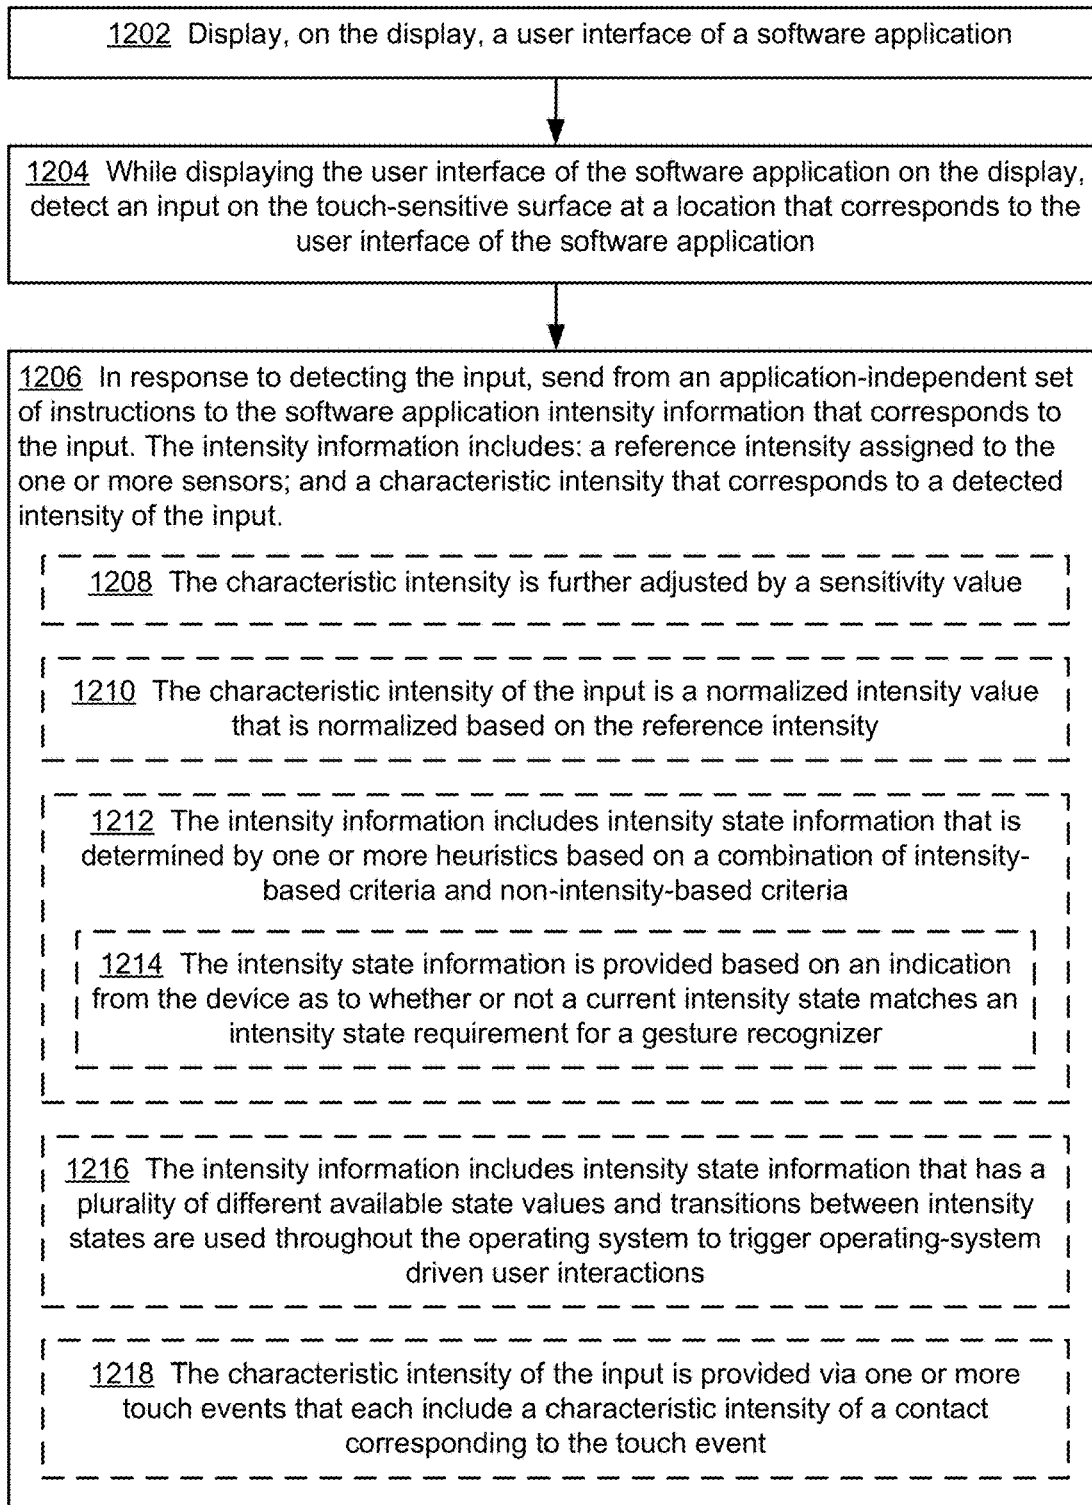 1202 Display, on the display, a user interface of a software application
1204 While displaying the user interface of the software application on the display,
detect an input on the touch-sensitive surface at a location that corresponds to the
user interface of the software application
1206 In response to detecting the input, send from an application-independent set
of instructions to the software application intensity information that corresponds to
the input. The intensity information includes: a reference intensity assigned to the
one or more sensors; and a characteristic intensity that corresponds to a detected
intensity of the input.
1208 The characteristic intensity is further adjusted by a sensitivity value
1210 The characteristic intensity of the input is a normalized intensity value
that is normalized based on the reference intensity
1212 The intensity information includes intensity state information that is
determined by one or more heuristics based on a combination of intensity-
based criteria and non-intensity-based criteria
1214 The intensity state information is provided based on an indication
from the device as to whether or not a current intensity state matches an
intensity state requirement for a gesture recognizer
1216 The intensity information includes intensity state information that has a
plurality of different available state values and transitions between intensity
states are used throughout the operating system to trigger operating-system
driven user interactions
1218 The characteristic intensity of the input is provided via one or more
touch events that each include a characteristic intensity of a contact
corresponding to the touch event